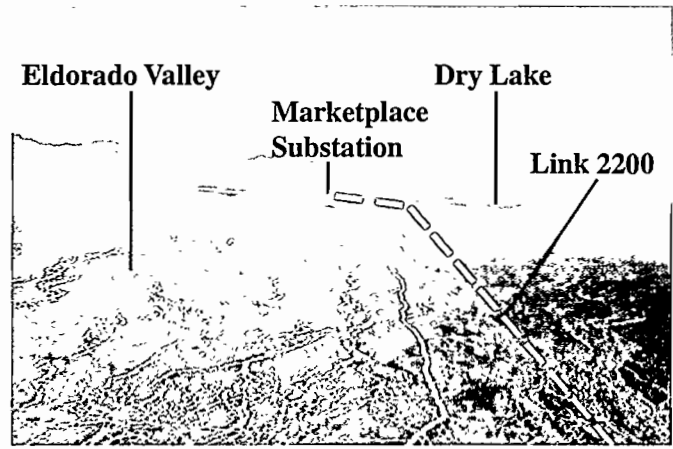 Eldorado Valley
Dry Lake
Marketplace
Substation
Link 2200